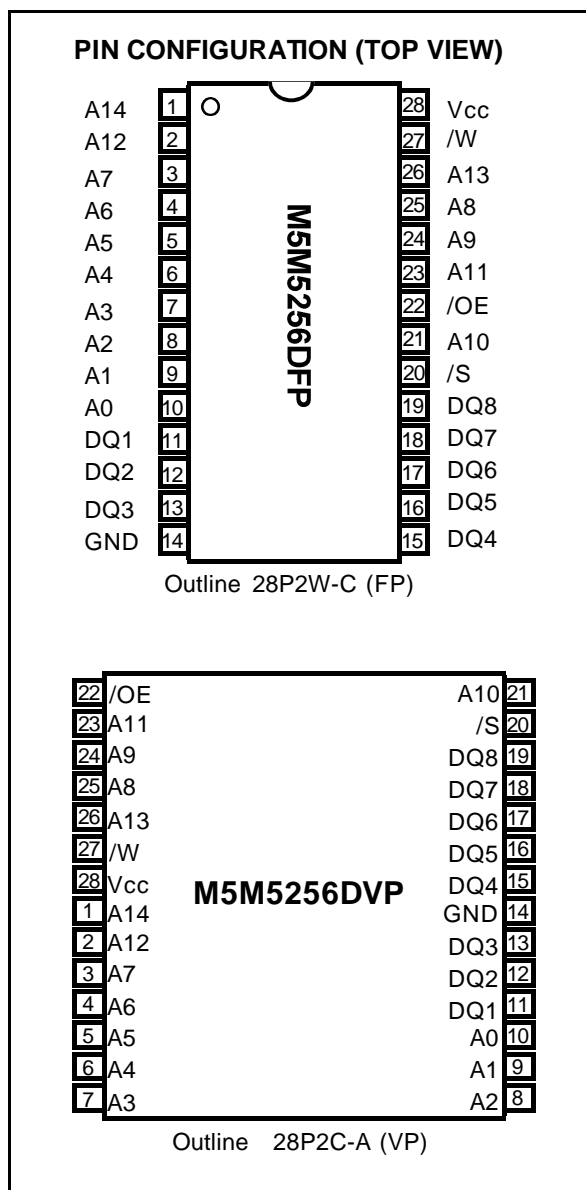 PIN CONFIGURATION (TOP VIEW)
A14 1 28 Vcc
A12 2 27 /W
A7 3 26 A13
A6 4 25 A8
A5 5 24 A9
A4 6 23 A11
A3 7 22 /OE
A2 8 21 A10
A1 9 20 /S
A0 10 19 DQ8
DQ1 11 18 DQ7
DQ2 12 17 DQ6
DQ3 13 16 DQ5
GND 14 15 DQ4
M5M5256DFP
Outline 28P2W-C (FP)
22 /OE A10 21
23 A11 /S 20
24 A9 DQ8 19
25 A8 DQ7 18
26 A13 DQ6 17
27 /W DQ5 16
28 Vcc DQ4 15
1 A14 GND 14
2 A12 DQ3 13
3 A7 DQ2 12
4 A6 DQ1 11
5 A5 A0 10
6 A4 A1 9
7 A3 A2 8
M5M5256DVP
Outline 28P2C-A (VP)